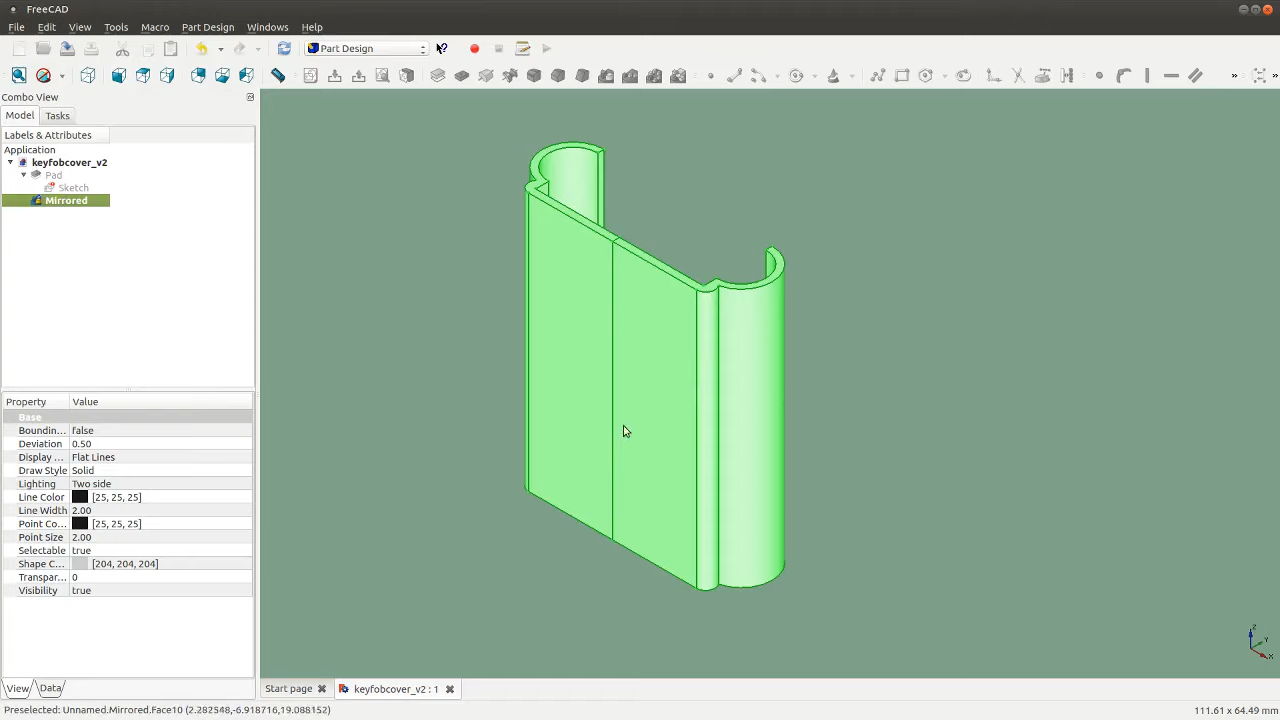 FreeCAD
File Edit View Tools Macro Part Design Windows Help
Part Design
Combo View
Model Tasks
Labels & Attributes
Application
keyfobcover_v2
Pad
Sketch
Mirrored
Property Value
Base
Boundin... false
Deviation 0.50
Display ... Flat Lines
Draw Style Solid
Lighting Two side
Line Color [25, 25, 25]
Line Width 2.00
Point Co... [25, 25, 25]
Point Size 2.00
Selectable true
Shape C... [204, 204, 204]
Transpar... 0
Visibility true
View Data
Start page keyfobcover_v2 : 1
Z
Y
X
Preselected: Unnamed.Mirrored.Face10 (2.282548,-6.918716,19.088152)
111.61 x 64.49 mm